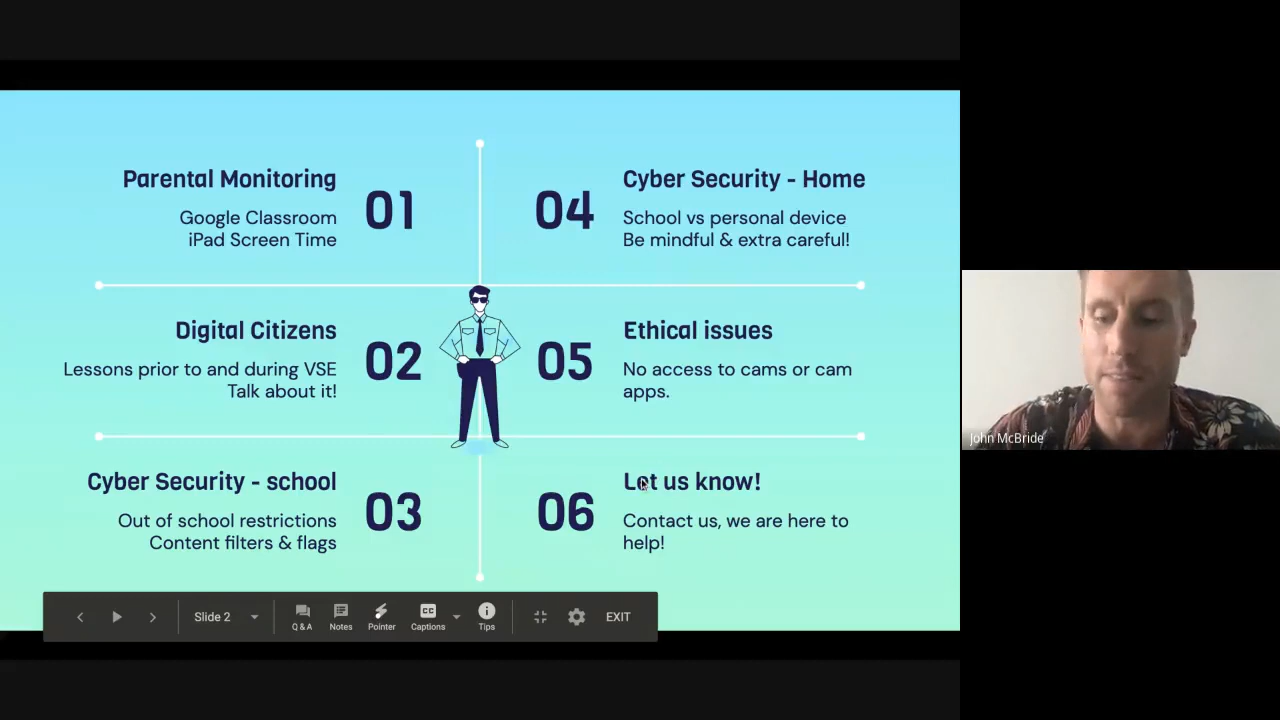 Parental Monitoring
Google Classroom
iPad Screen Time
01
Digital Citizens
Lessons prior to and during VSE
Talk about it!
02
Cyber Security - school
Out of school restrictions
Content filters & flags
03
04
Cyber Security - Home
School vs personal device
Be mindful & extra careful!
05
Ethical issues
No access to cams or cam
apps.
06
Let us know!
Contact us, we are here to
help!
Slide 2
Q & A
Notes
Pointer
CC
Captions
Tips
EXIT
John McBride